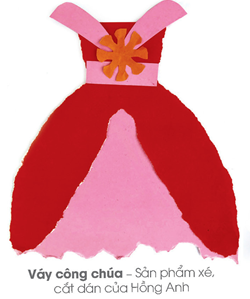 Váy công chúa – Sản phẩm xé,
cắt dán của Hồng Anh